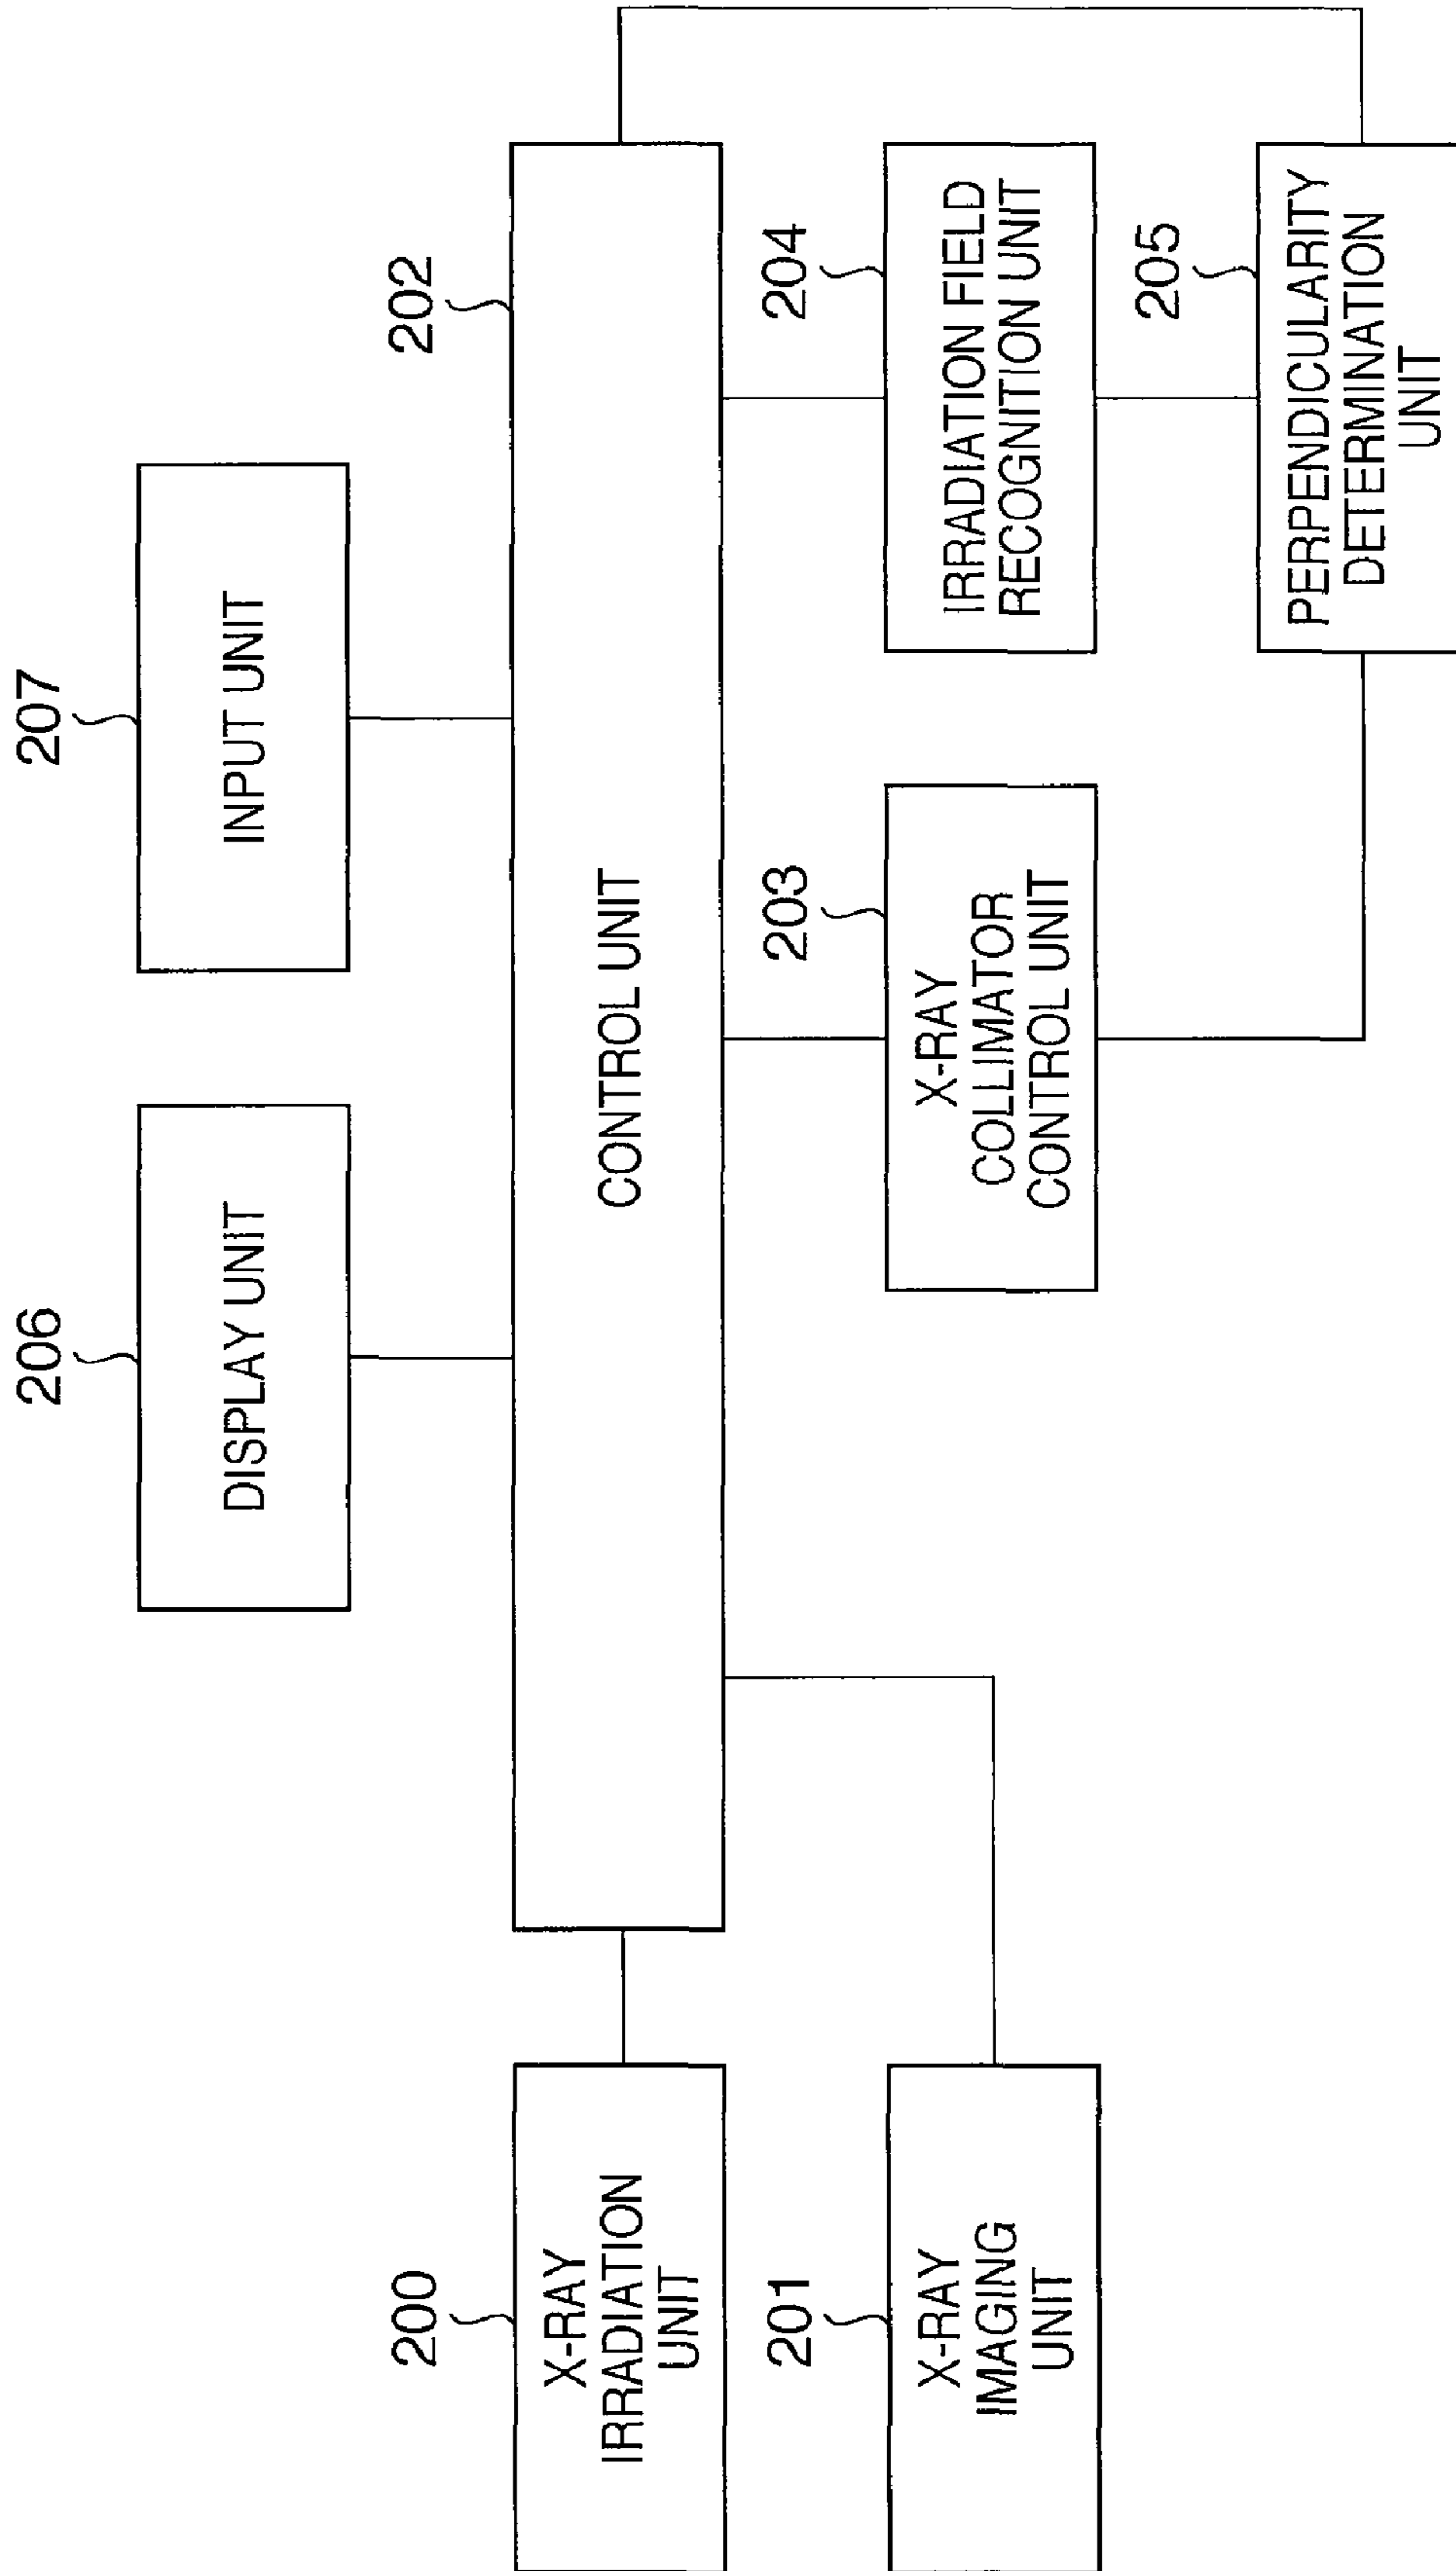 206
DISPLAY UNIT
207
INPUT UNIT
202
CONTROL UNIT
200
X-RAY
IRRADIATION
UNIT
201
X-RAY
IMAGING
UNIT
203
X-RAY
COLLIMATOR
CONTROL UNIT
204
IRRADIATION FIELD
RECOGNITION UNIT
205
PERPENDICULARITY
DETERMINATION
UNIT